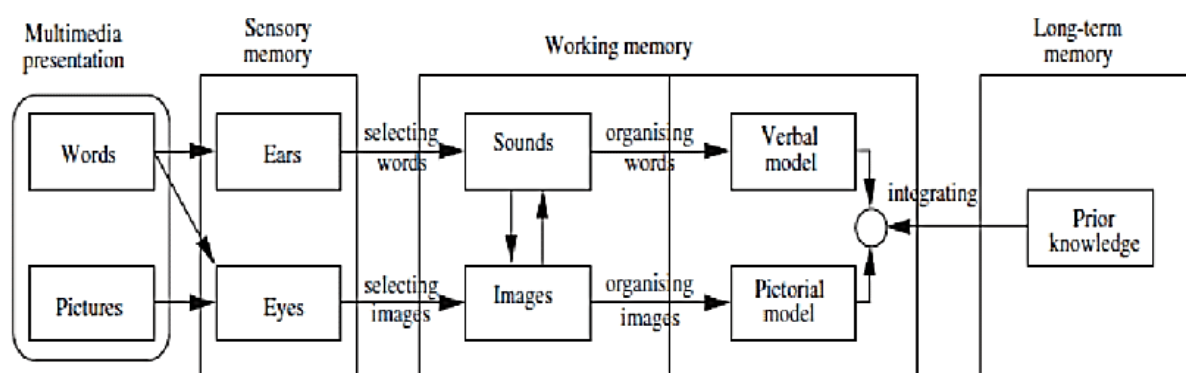 Multimedia
presentation
Sensory
memory
Working memory
Long-term
memory
Words
Ears
selecting
words
Sounds
organising
words
Verbal
model
integrating
Prior
knowledge
Pictures
Eyes
selecting
images
Images
organising
images
Pictorial
model